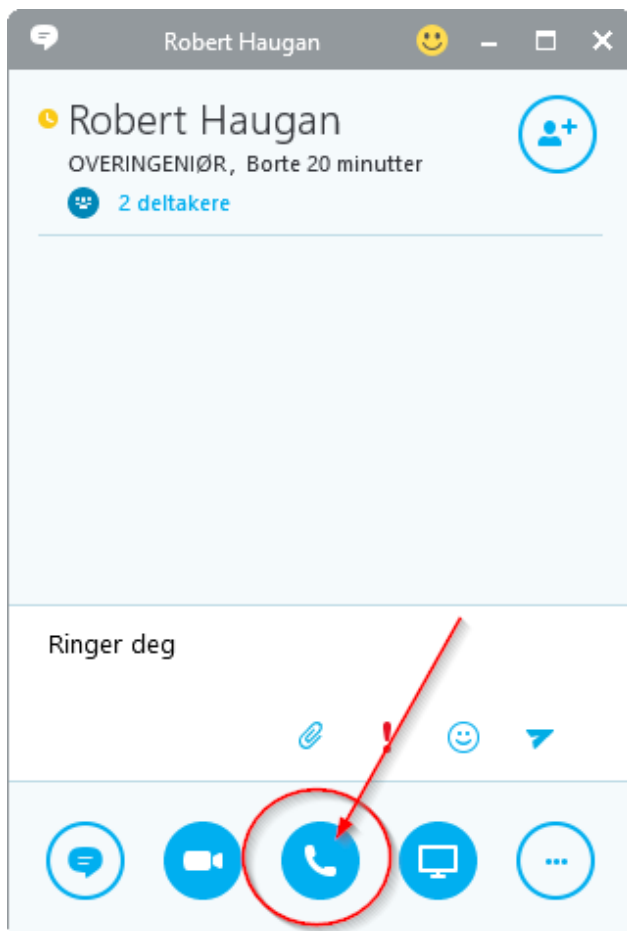 Robert Haugan
Robert Haugan
OVERINGENIØR, Borte 20 minutter
2 deltakere
Ringer deg